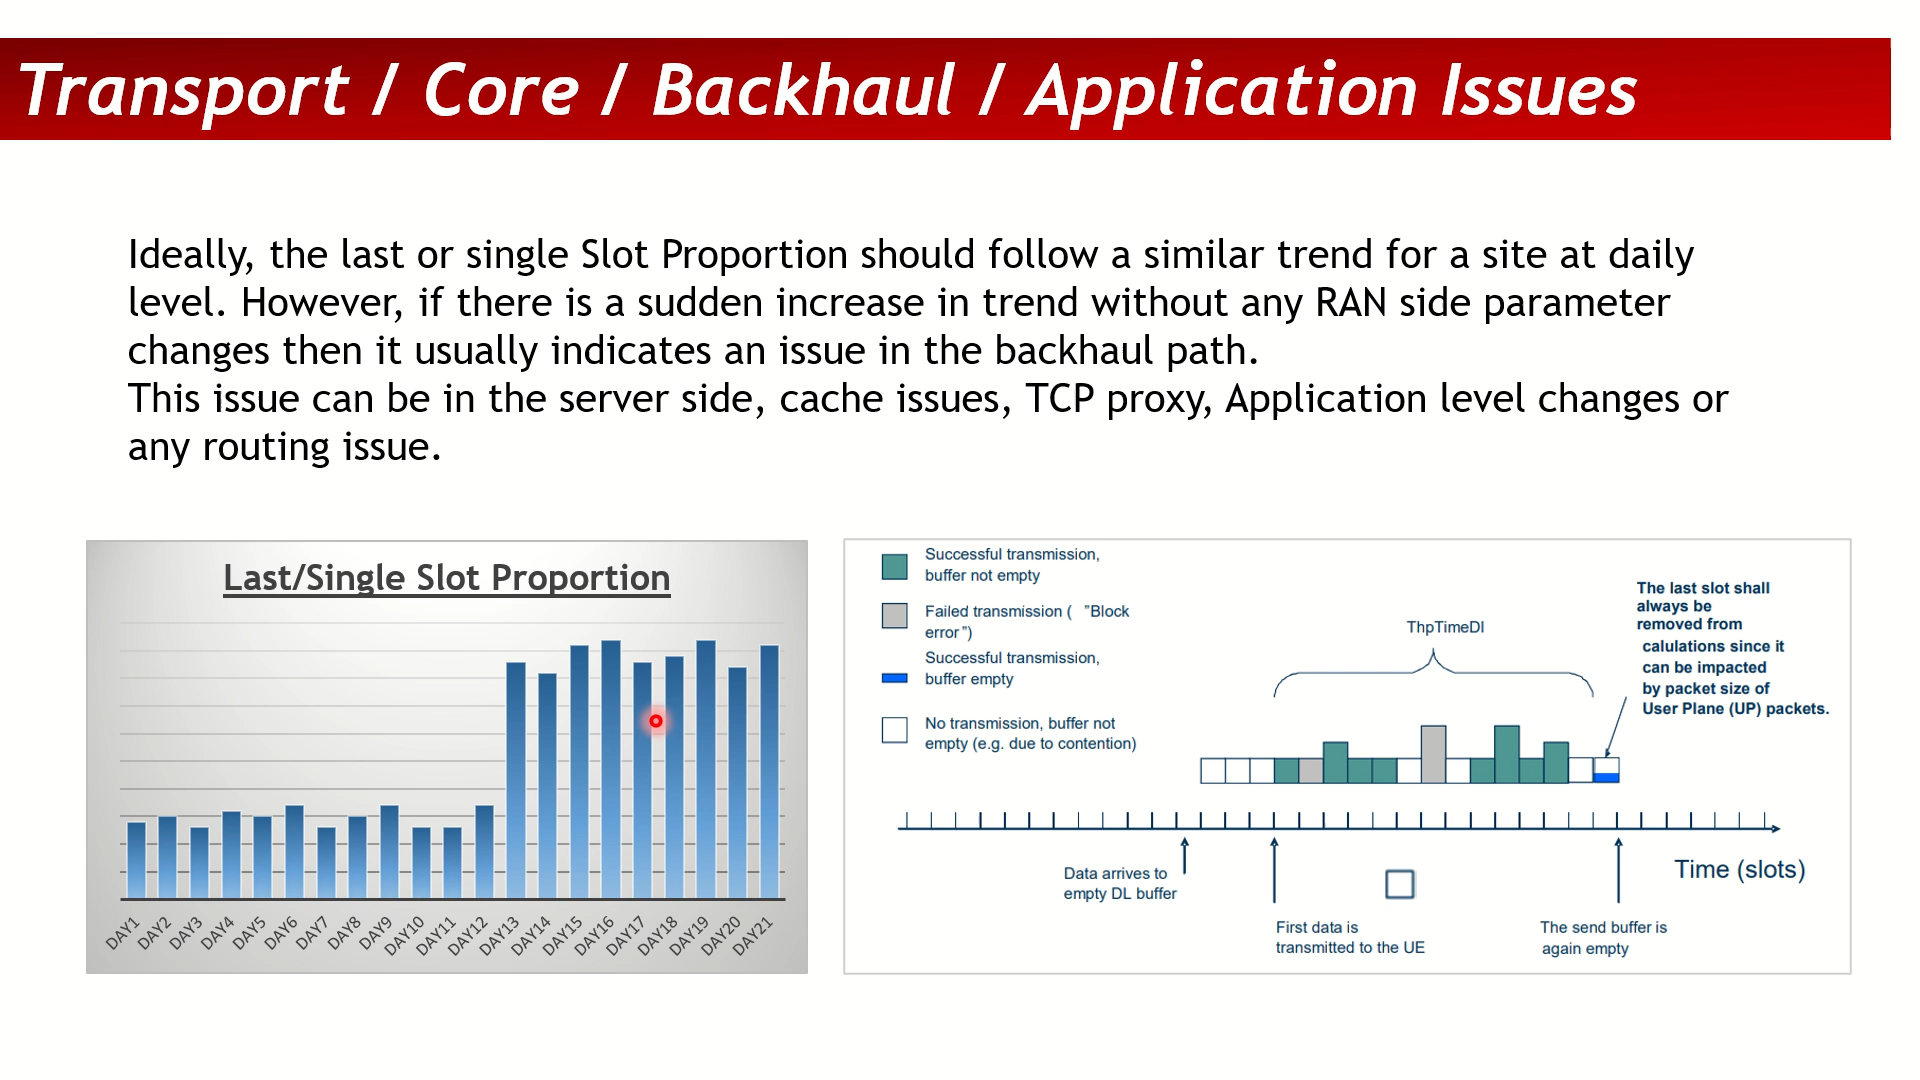 Transport / Core / Backhaul / Application Issues
Ideally, the last or single Slot Proportion should follow a similar trend for a site at daily
level. However, if there is a sudden increase in trend without any RAN side parameter
changes then it usually indicates an issue in the backhaul path.
This issue can be in the server side, cache issues, TCP proxy, Application level changes or
any routing issue.
Last/Single Slot Proportion
DAY1
DAY2
DAY3
DAY4
DAY5
DAY6
DAY7
DAY8
DAY9
DAY10
DAY11
DAY12
DAY13
DAY14
DAY15
DAY16
DAY17
DAY18
DAY19
DAY20
DAY21
Successful transmission,
buffer not empty
Failed transmission ( "Block
error")
Successful transmission,
buffer empty
No transmission, buffer not
empty (e.g. due to contention)
ThpTimeDl
The last slot shall
always be
removed from
calulations since it
can be impacted
by packet size of
User Plane (UP) packets.
Time (slots)
Data arrives to
empty DL buffer
First data is
transmitted to the UE
The send buffer is
again empty